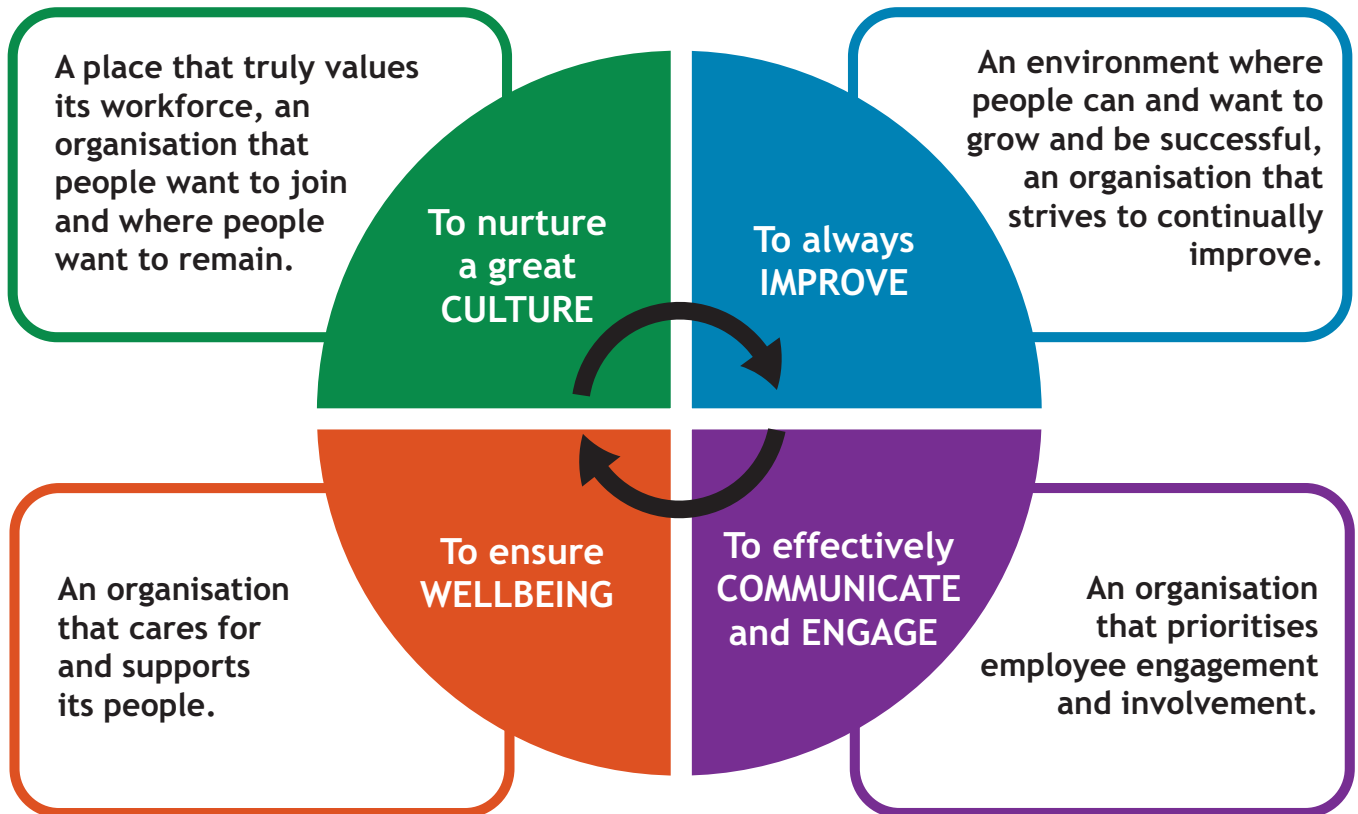 A place that truly values
its workforce, an
organisation that
people want to join
and where people
want to remain.
To nurture
a great
CULTURE
To always
IMPROVE
An environment where
people can and want to
grow and be successful,
an organisation that
strives to continually
improve.
An organisation
that cares for
and supports
its people.
To ensure
WELLBEING
To effectively
COMMUNICATE
and ENGAGE
An organisation
that prioritises
employee engagement
and involvement.